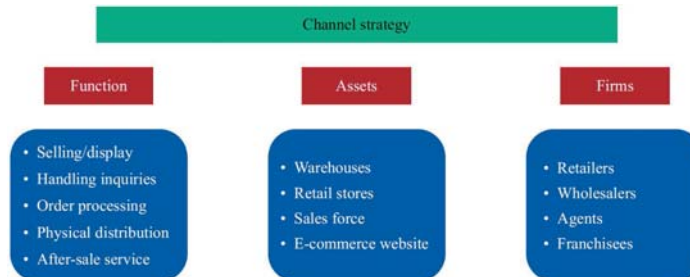 Channel strategy
Function
Assets
Firms
• Selling/display
• Handling inquiries
• Order processing
• Physical distribution
• After-sale service
• Warehouses
• Retail stores
• Sales force
• E-commerce website
• Retailers
• Wholesalers
• Agents
• Franchisees